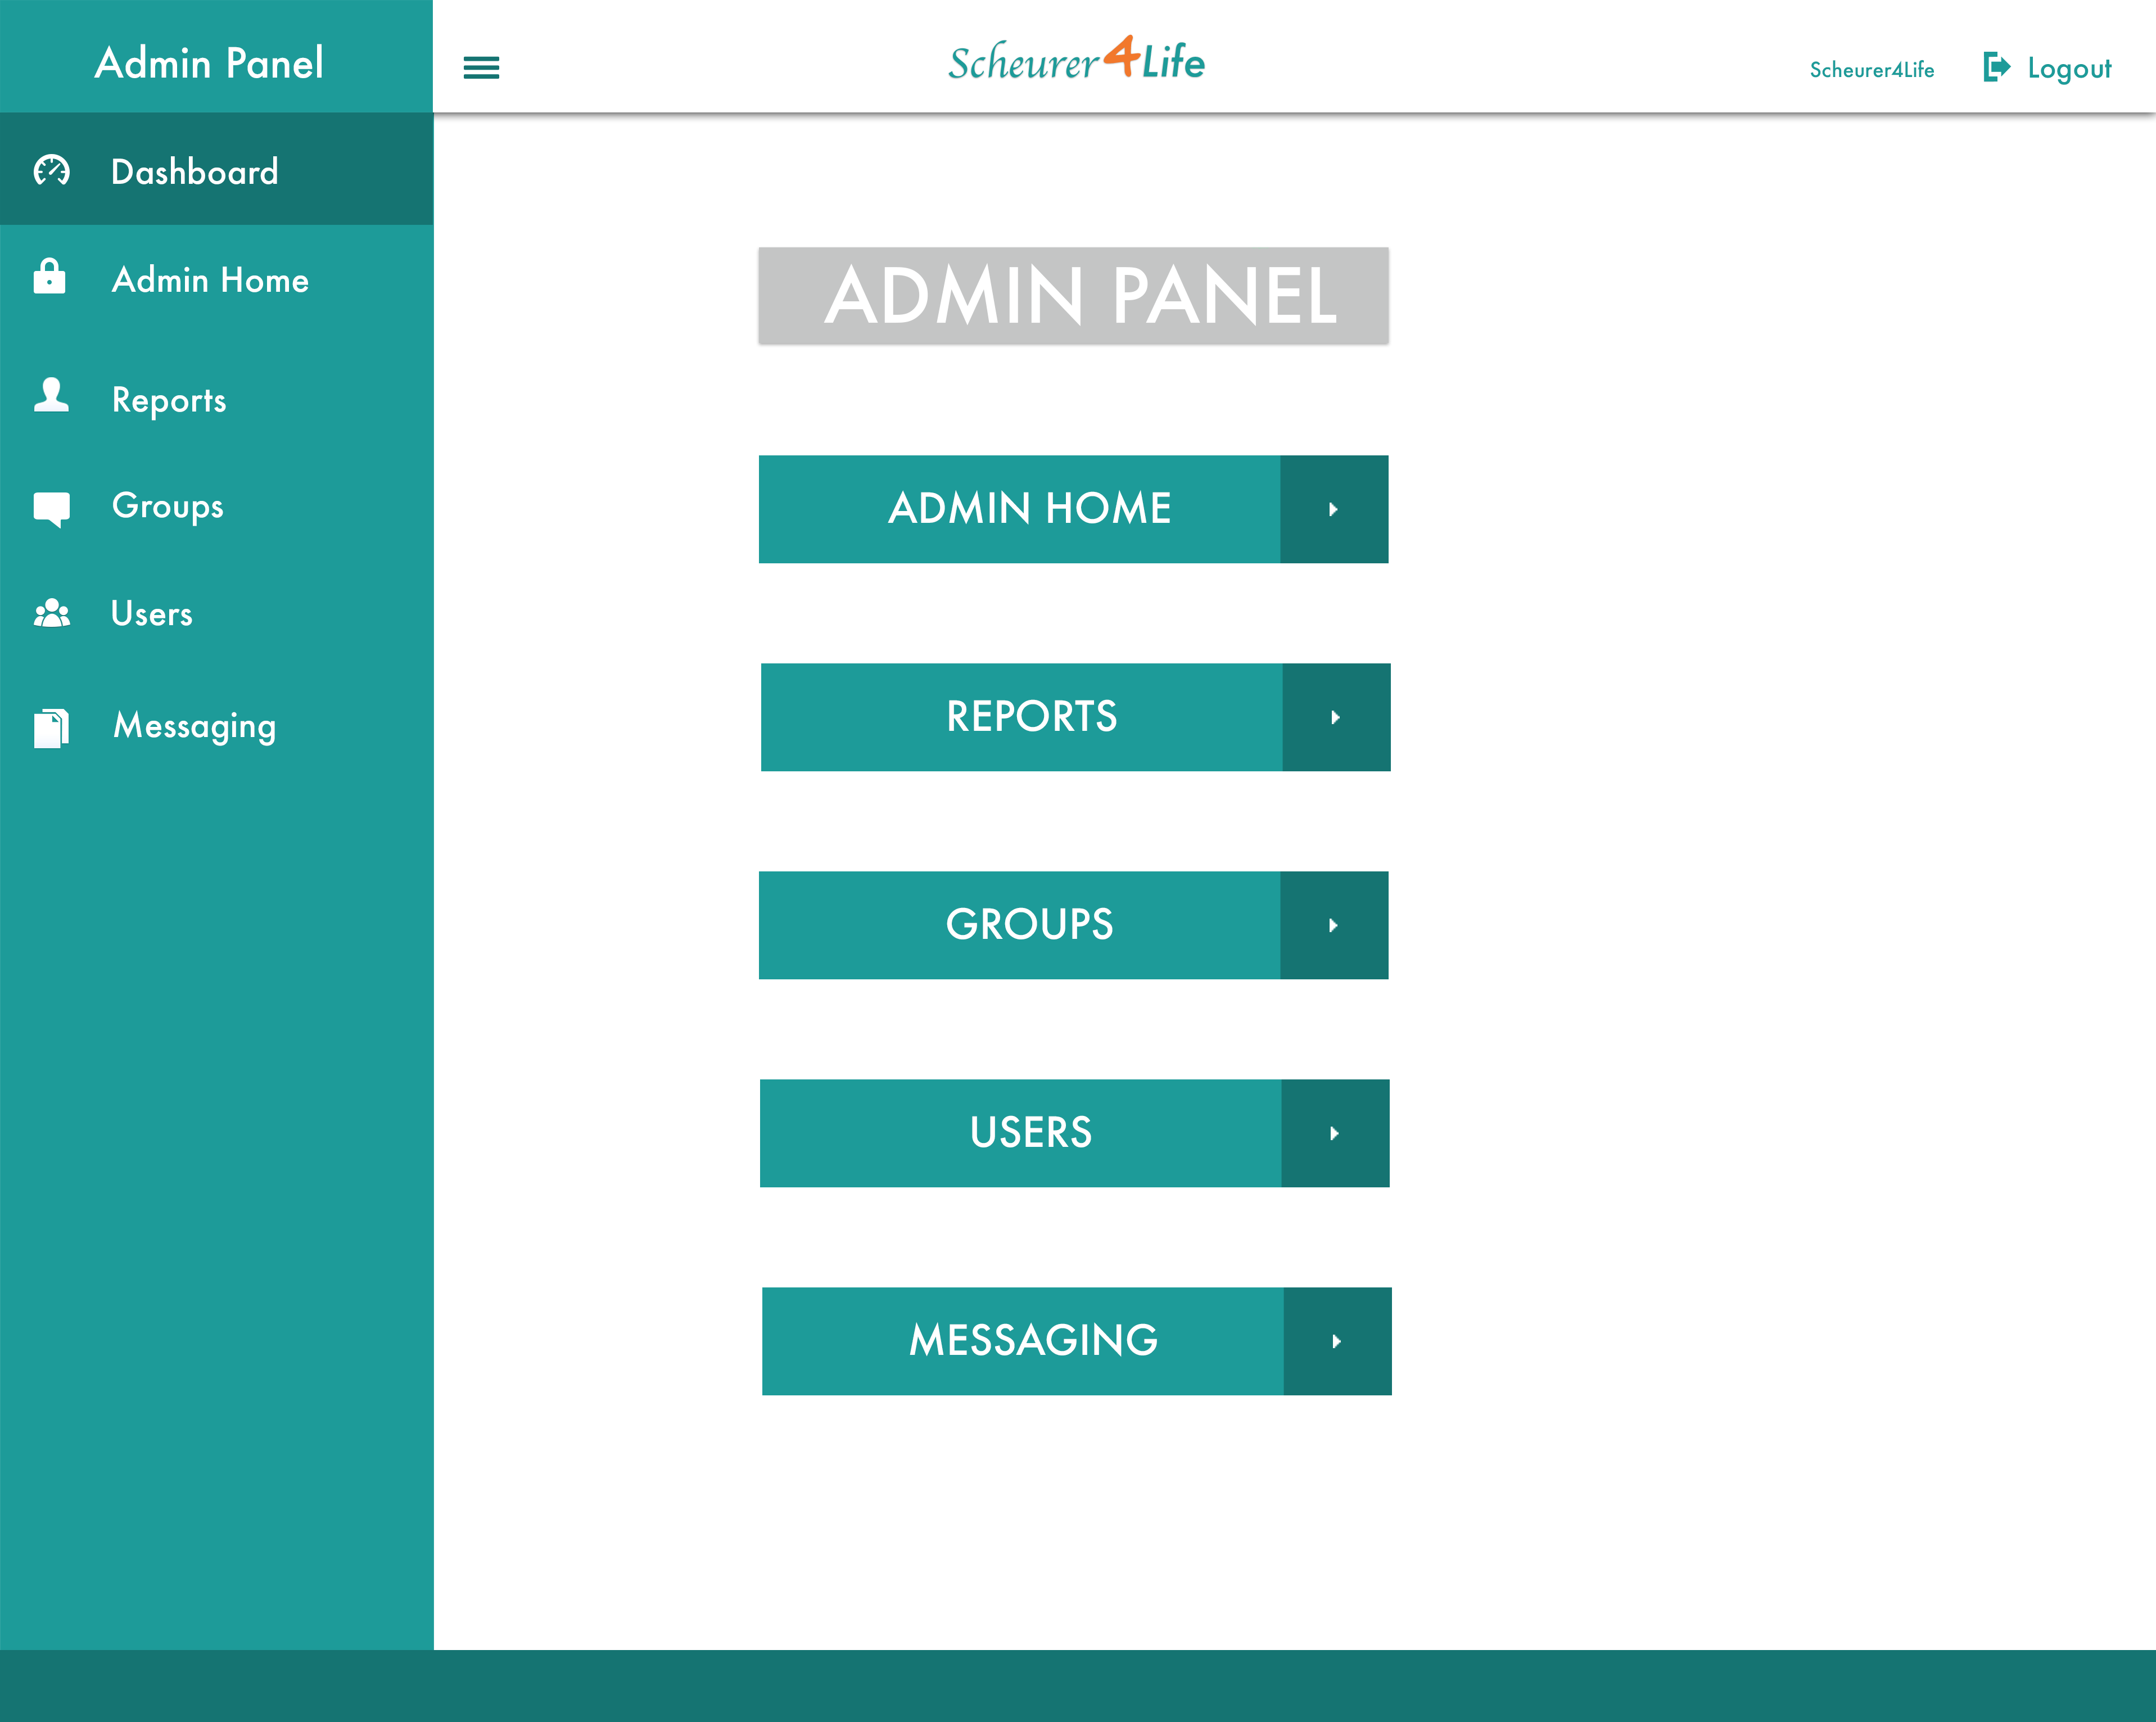 Admin Panel
Scheurer4Life
Scheurer4Life
Logout
Dashboard
Admin Home
Reports
Groups
Users
Messaging
ADMIN PANEL
ADMIN HOME
REPORTS
GROUPS
USERS
MESSAGING